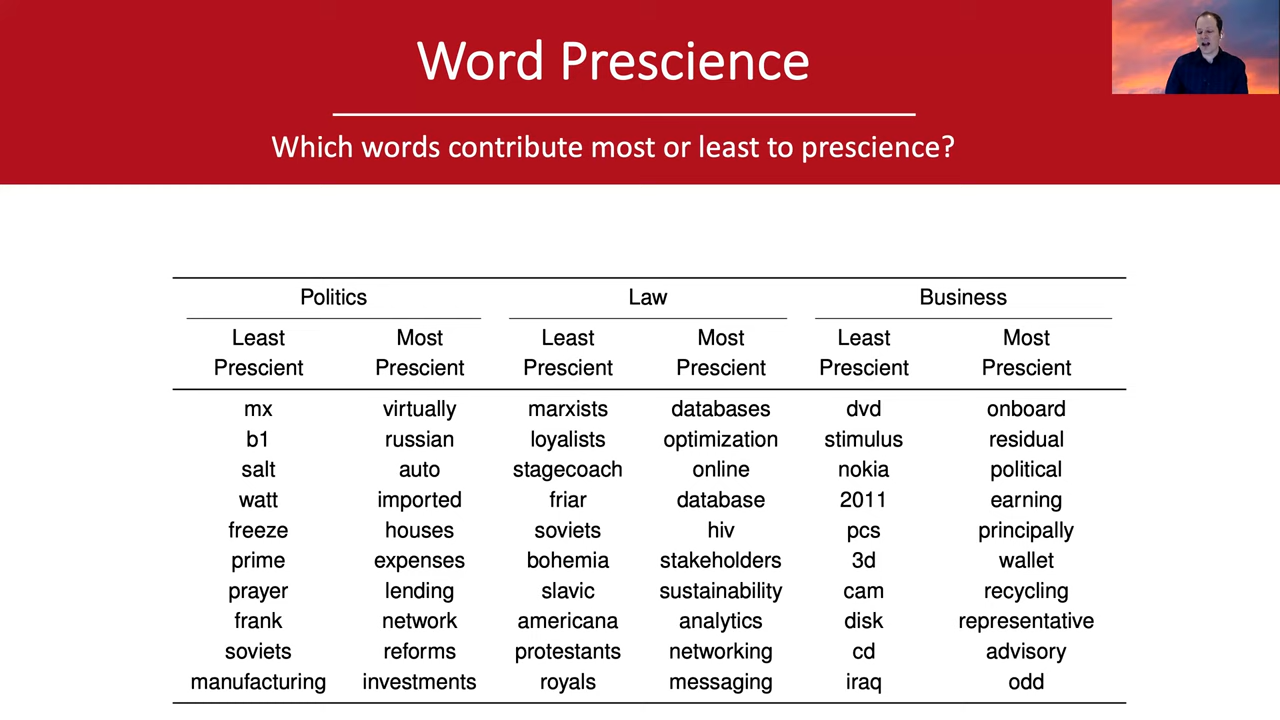 Word Prescience
Which words contribute most or least to prescience?
Politics Law Business
Least Most Least Most Least Most
Prescient Prescient Prescient Prescient Prescient Prescient
mx virtually marxists databases dvd onboard
b1 russian loyalists optimization stimulus residual
salt auto stagecoach online nokia political
watt imported friar database 2011 earning
freeze houses soviets hiv pcs principally
prime expenses bohemia stakeholders 3d wallet
prayer lending slavic sustainability cam recycling
frank network americana analytics disk representative
soviets reforms protestants networking cd advisory
manufacturing investments royals messaging iraq odd